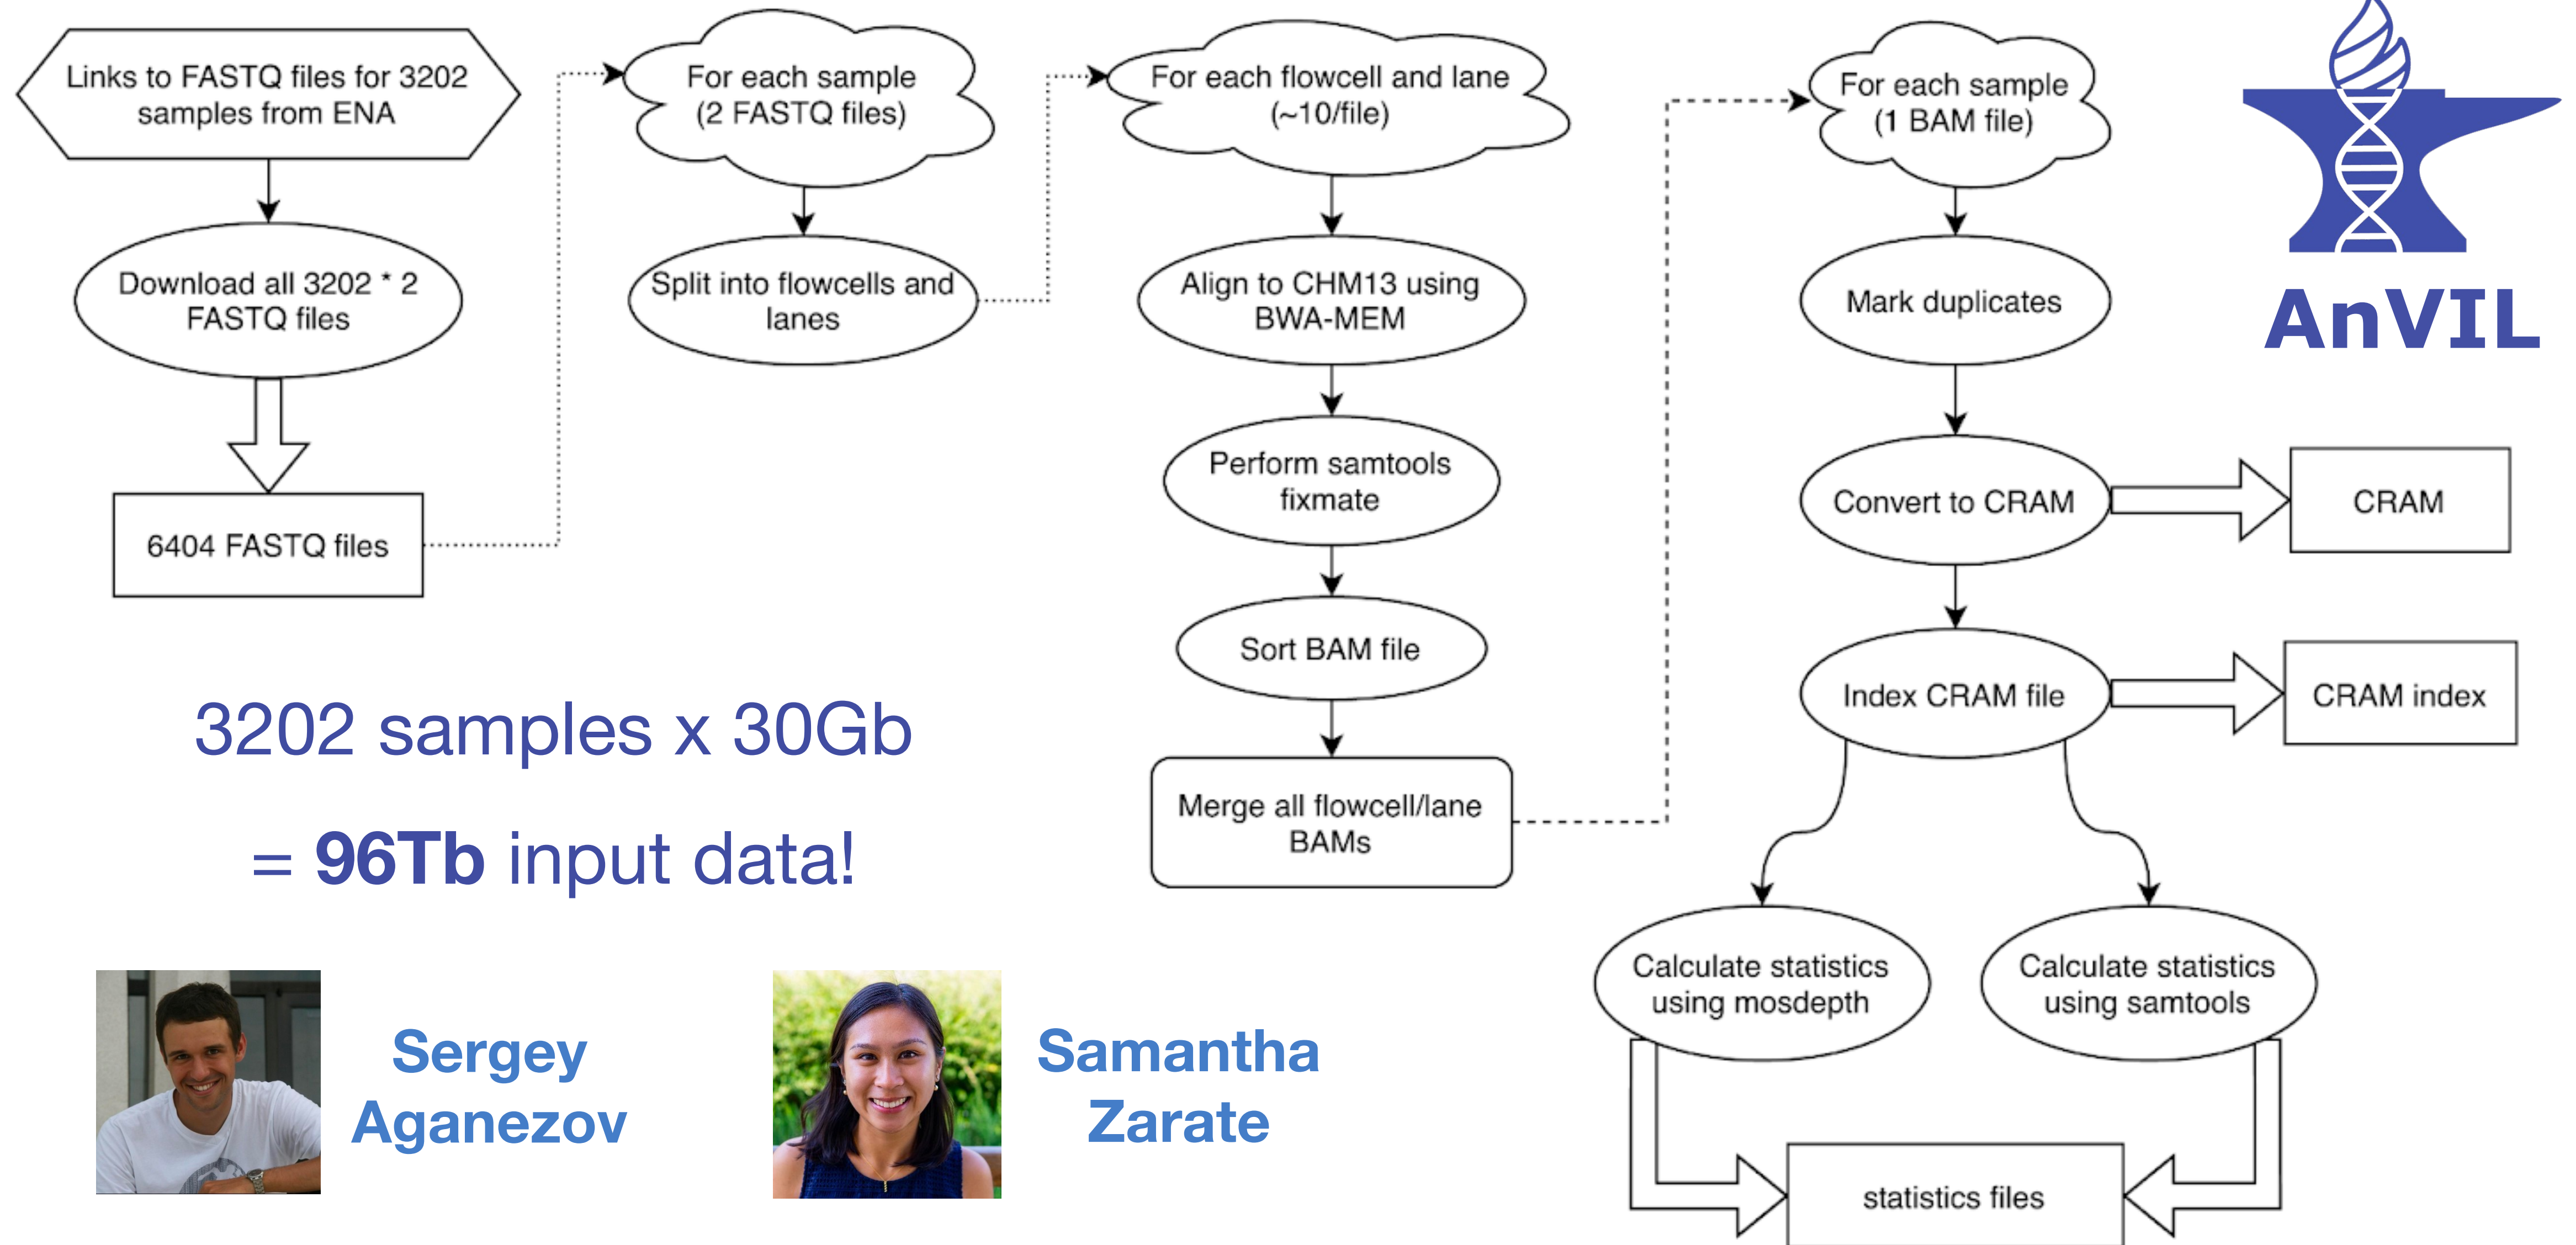 Links to FASTQ files for 3202
samples from ENA
Download all 3202 * 2
FASTQ files
6404 FASTQ files
For each sample
(2 FASTQ files)
Split into flowcells and
lanes
For each flowcell and lane
(~10/file)
Align to CHM13 using
BWA-MEM
Perform samtools
fixmate
Sort BAM file
Merge all flowcell/lane
BAMs
For each sample
(1 BAM file)
Mark duplicates
Convert to CRAM
CRAM
Index CRAM file
CRAM index
Calculate statistics
using mosdepth
Calculate statistics
using samtools
statistics files
AnVIL
3202 samples x 30Gb
= 96Tb input data!
Sergey
Aganezov
Samantha
Zarate